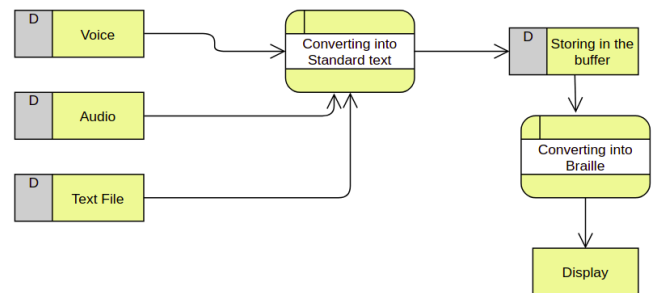 D
Voice
Converting into
Standard text
D
Storing in the
buffer
D
Audio
Converting into
Braille
D
Text File
Display